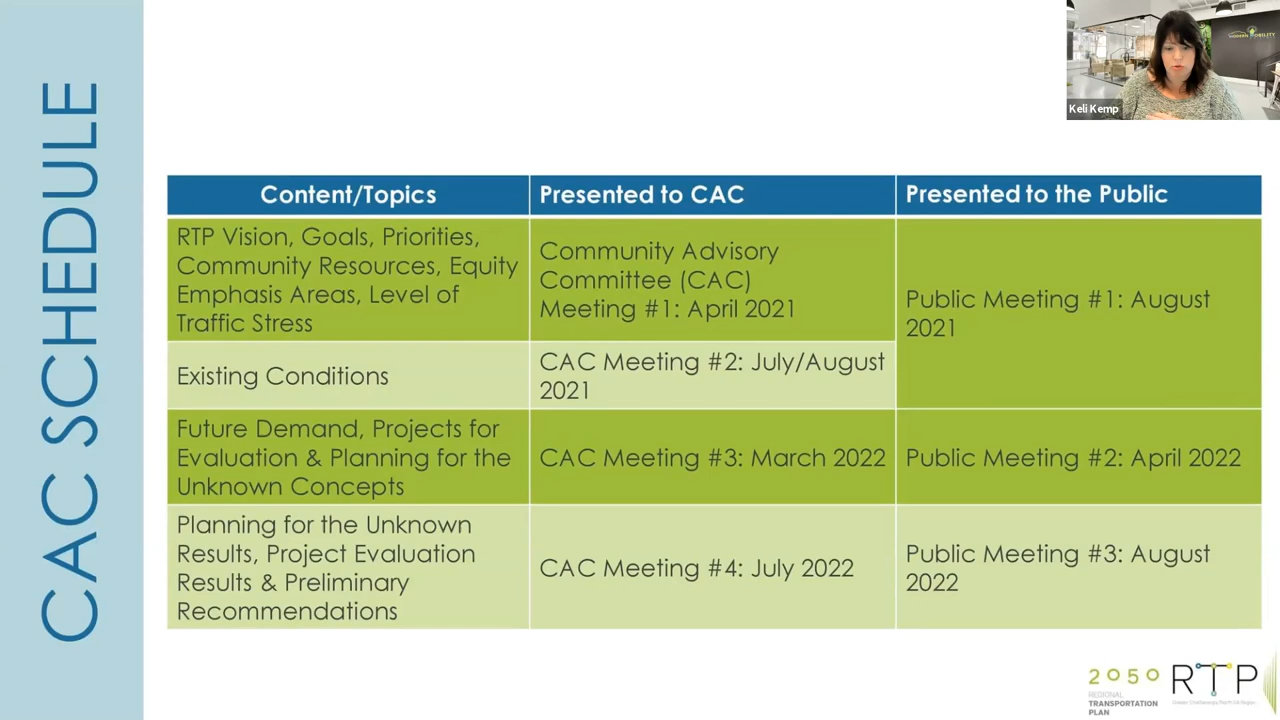 CAC SCHEDULE
Keli Kemp
Content/Topics
Presented to CAC
Presented to the Public
RTP Vision, Goals, Priorities,
Community Resources, Equity
Emphasis Areas, Level of
Traffic Stress
Community Advisory
Committee (CAC)
Meeting #1: April 2021
Public Meeting #1: August
2021
Existing Conditions
CAC Meeting #2: July/August
2021
Future Demand, Projects for
Evaluation & Planning for the
Unknown Concepts
CAC Meeting #3: March 2022
Public Meeting #2: April 2022
Planning for the Unknown
Results, Project Evaluation
Results & Preliminary
Recommendations
CAC Meeting #4: July 2022
Public Meeting #3: August
2022
2050
REGIONAL
TRANSPORTATION
PLAN
RTP